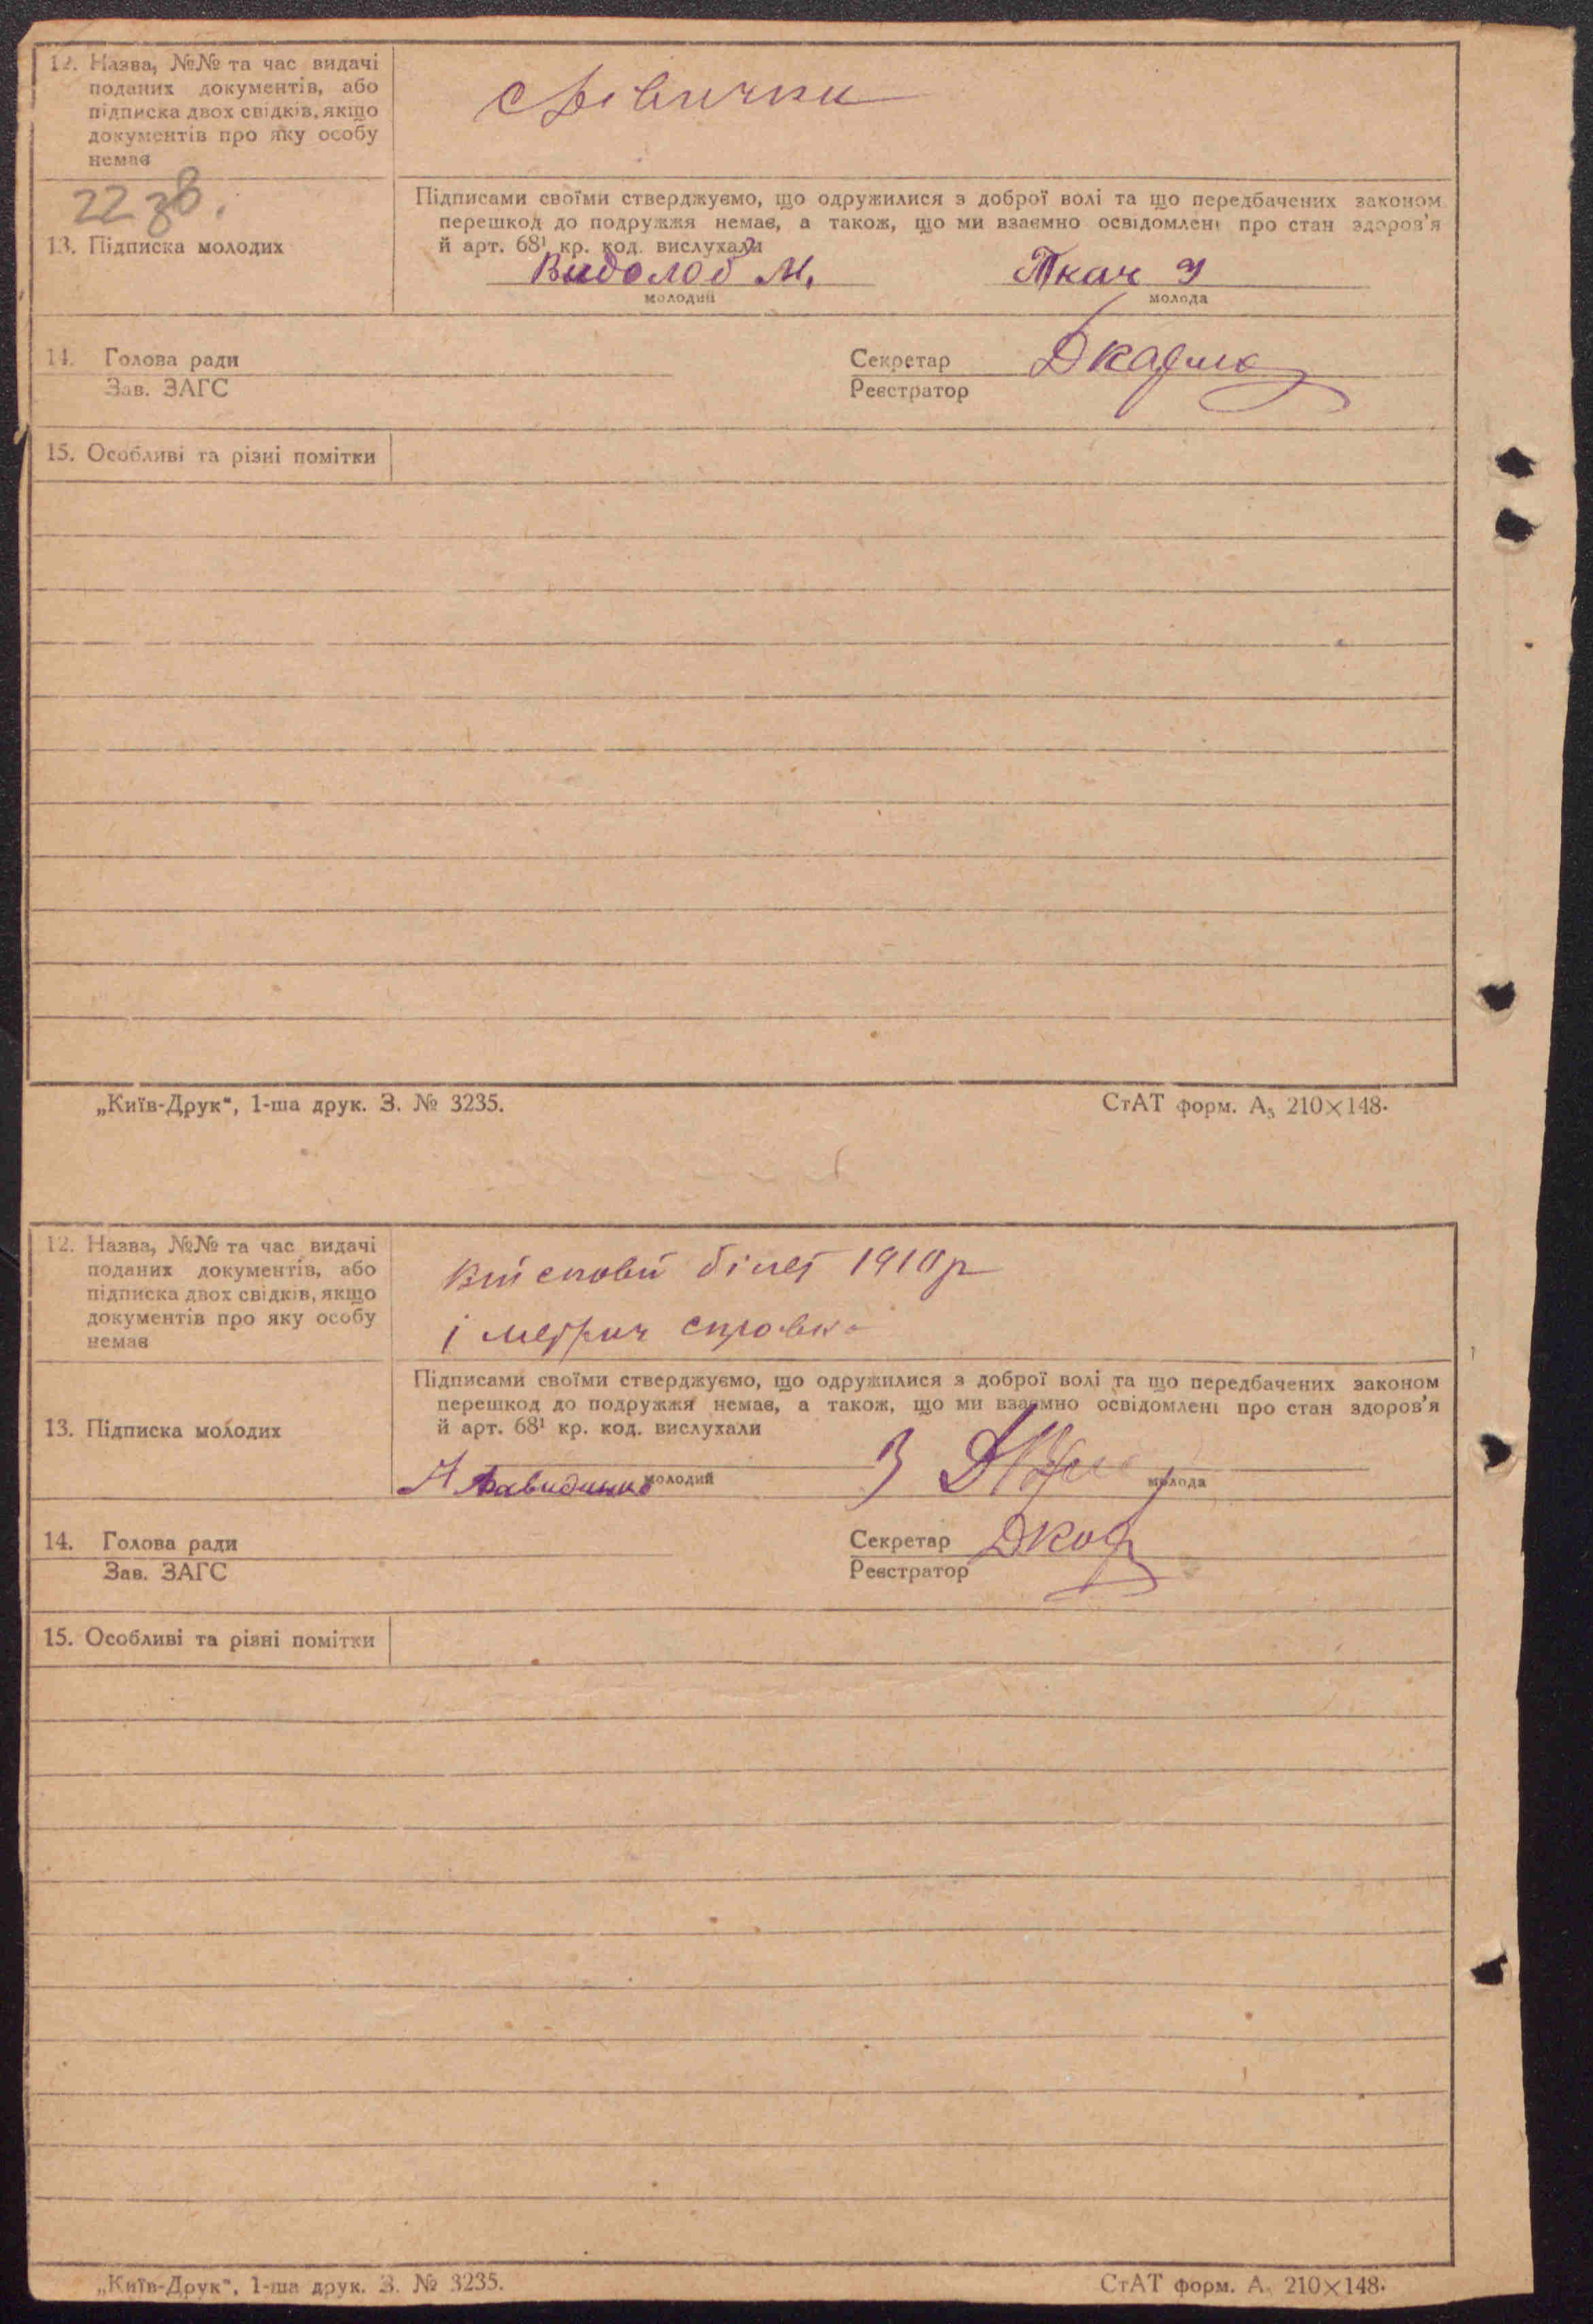 12. Назва, №№ та час видачі
поданих документів, або
підписка двох свідків, якщо
документів про яку особу
немає
22 зв.
13. Підписка молодих
Підписами своїми стверджуємо, що одружилися з доброї волі та що передбачених законом
перешкод до подружжя немає, а також, що ми взаємно освідомлені про стан здоров'я
й арт. 68¹ кр. код. вислухали
Видолоб М. Ткач
молодий молода
14. Голова ради Секретар
Зав. ЗАГС Реєстратор
15. Особливі та різні помітки
„Київ-Друк“, 1-ша друк. З. № 3235. СтАТ форм. А₅ 210×148.
12. Назва, №№ та час видачі
поданих документів, або
підписка двох свідків, якщо
документів про яку особу
немає
білет 1910р
і метрич справка
13. Підписка молодих
Підписами своїми стверджуємо, що одружилися з доброї волі та що передбачених законом
перешкод до подружжя немає, а також, що ми взаємно освідомлені про стан здоров'я
й арт. 68¹ кр. код. вислухали
молодий молода
14. Голова ради Секретар
Зав. ЗАГС Реєстратор
15. Особливі та різні помітки
„Київ-Друк“, 1-ша друк. З. № 3235. СтАТ форм. А₅ 210×148.